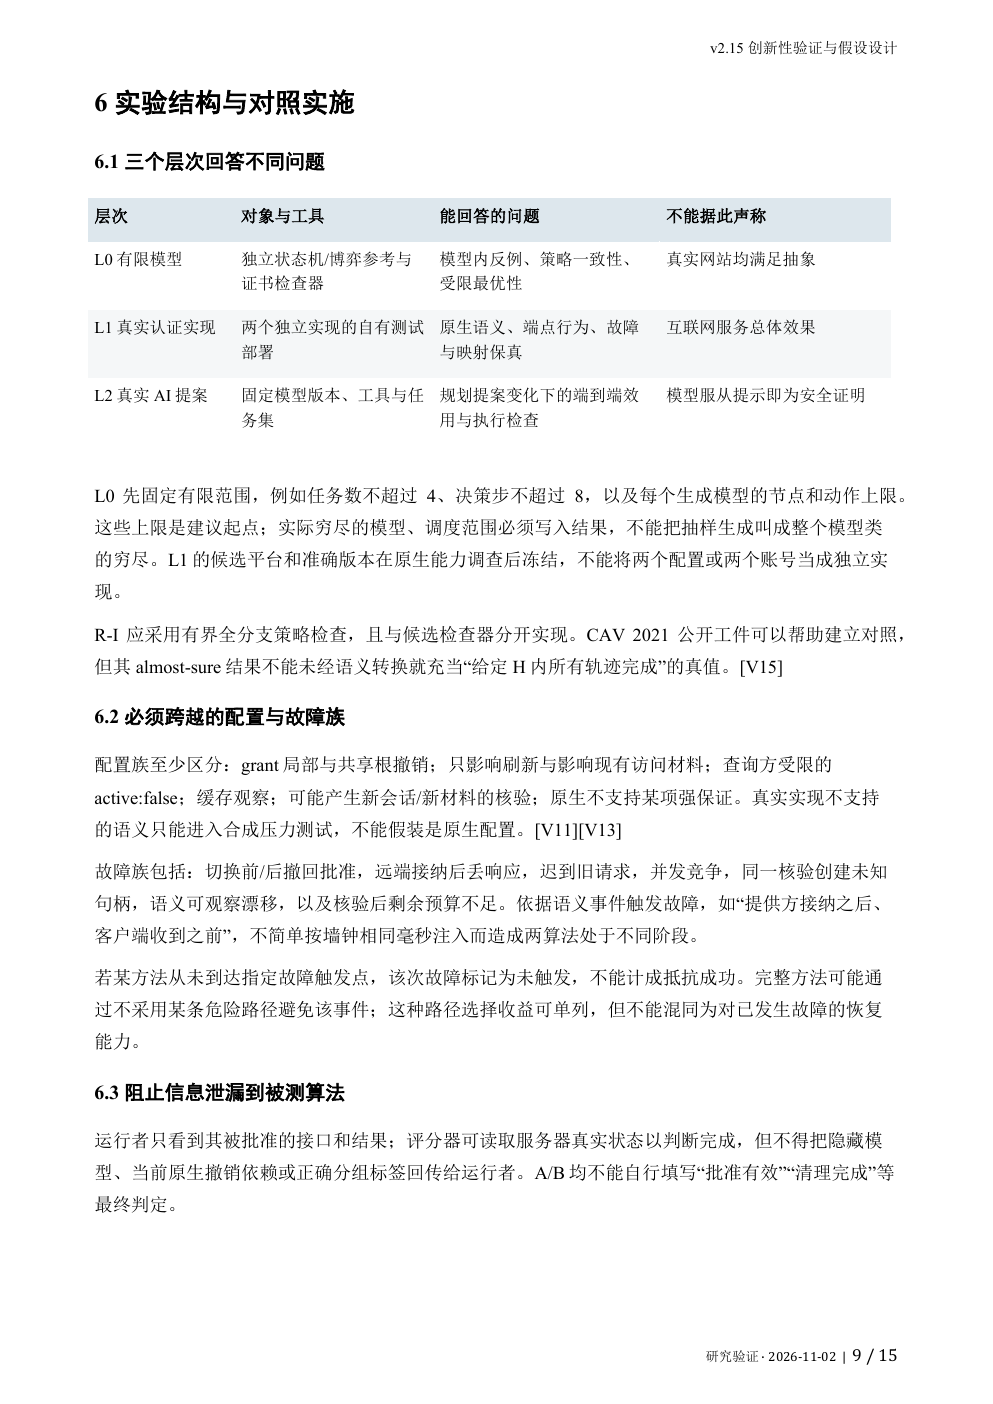 v2.15 创新性验证与假设设计
6 实验结构与对照实施
6.1 三个层次回答不同问题
层次 对象与工具 能回答的问题 不能据此声称
L0 有限模型 独立状态机/博弈参考与 模型内反例、策略一致性、 真实网站均满足抽象
证书检查器 受限最优性
L1 真实认证实现 两个独立实现的自有测试 原生语义、端点行为、故障 互联网服务总体效果
部署 与映射保真
L2 真实 AI 提案 固定模型版本、工具与任 规划提案变化下的端到端效 模型服从提示即为安全证明
务集 用与执行检查
L0 先固定有限范围，例如任务数不超过 4、决策步不超过 8，以及每个生成模型的节点和动作上限。
这些上限是建议起点；实际穷尽的模型、调度范围必须写入结果，不能把抽样生成叫成整个模型类
的穷尽。L1 的候选平台和准确版本在原生能力调查后冻结，不能将两个配置或两个账号当成独立实
现。
R-I 应采用有界全分支策略检查，且与候选检查器分开实现。CAV 2021 公开工件可以帮助建立对照，
但其 almost-sure 结果不能未经语义转换就充当“给定 H 内所有轨迹完成”的真值。[V15]
6.2 必须跨越的配置与故障族
配置族至少区分：grant 局部与共享根撤销；只影响刷新与影响现有访问材料；查询方受限的
active:false；缓存观察；可能产生新会话/新材料的核验；原生不支持某项强保证。真实实现不支持
的语义只能进入合成压力测试，不能假装是原生配置。[V11][V13]
故障族包括：切换前/后撤回批准，远端接纳后丢响应，迟到旧请求，并发竞争，同一核验创建未知
句柄，语义可观察漂移，以及核验后剩余预算不足。依据语义事件触发故障，如“提供方接纳之后、
客户端收到之前”，不简单按墙钟相同毫秒注入而造成两算法处于不同阶段。
若某方法从未到达指定故障触发点，该次故障标记为未触发，不能计成抵抗成功。完整方法可能通
过不采用某条危险路径避免该事件；这种路径选择收益可单列，但不能混同为对已发生故障的恢复
能力。
6.3 阻止信息泄漏到被测算法
运行者只看到其被批准的接口和结果；评分器可读取服务器真实状态以判断完成，但不得把隐藏模
型、当前原生撤销依赖或正确分组标签回传给运行者。A/B 均不能自行填写“批准有效”“清理完成”等
最终判定。
研究验证 · 2026-11-02 | 9 / 15